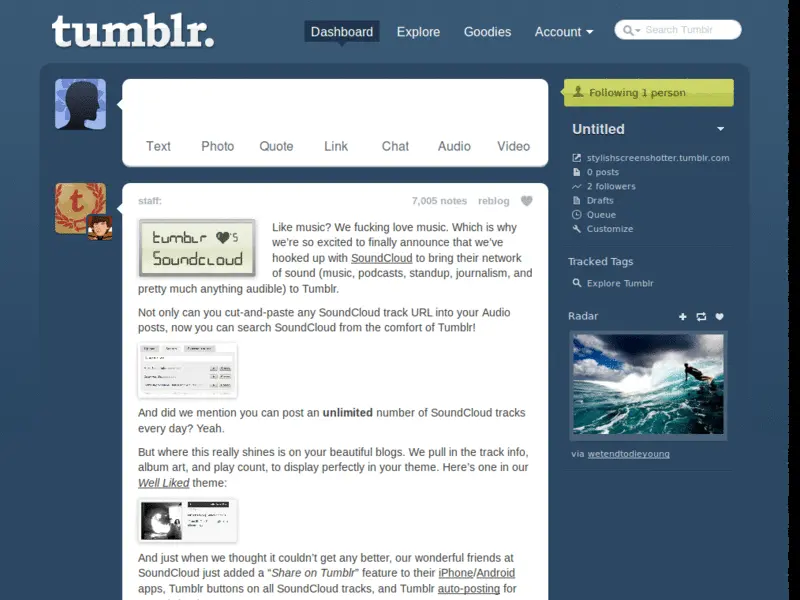 tumblr.
Dashboard
Explore
Goodies
Account
Search Tumblr
Text
Photo
Quote
Link
Chat
Audio
Video
Following 1 person
Untitled
stylishscreenshotter.tumblr.com
0 posts
2 followers
Drafts
Queue
Customize
Tracked Tags
Explore Tumblr
Radar
via wetendtodieyoung
staff:
7,005 notes
reblog
tumblr ♥'s
Soundcloud
Like music? We fucking love music. Which is why
we're so excited to finally announce that we've
hooked up with SoundCloud to bring their network
of sound (music, podcasts, standup, journalism, and
pretty much anything audible) to Tumblr.
Not only can you cut-and-paste any SoundCloud track URL into your Audio
posts, now you can search SoundCloud from the comfort of Tumblr!
And did we mention you can post an unlimited number of SoundCloud tracks
every day? Yeah.
But where this really shines is on your beautiful blogs. We pull in the track info,
album art, and play count, to display perfectly in your theme. Here's one in our
Well Liked theme:
And just when we thought it couldn't get any better, our wonderful friends at
SoundCloud just added a “Share on Tumblr” feature to their iPhone/Android
apps, Tumblr buttons on all SoundCloud tracks, and Tumblr auto-posting for